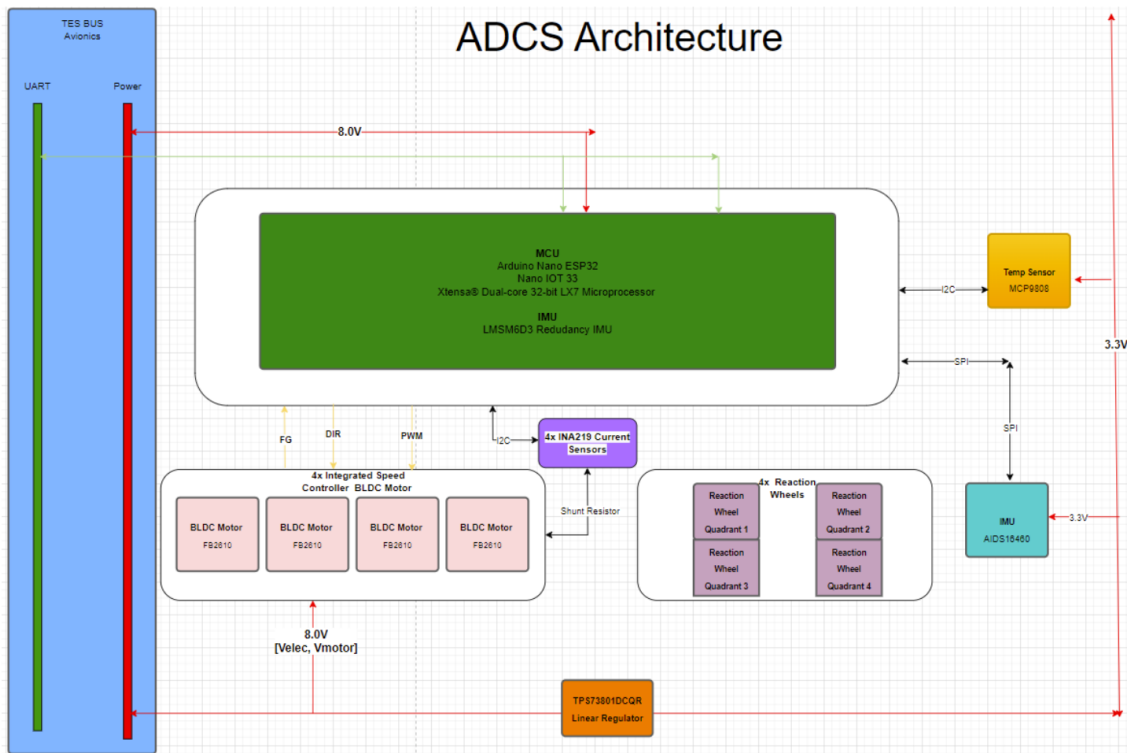 ADCS Architecture
TES BUS
Avionics
UART
Power
8.0V
MCU
Arduino Nano ESP32
Nano IOT 33
Xtensa® Dual-core 32-bit LX7 Microprocessor
IMU
LMSM6D3 Redudancy IMU
Temp Sensor
MCP9808
I2C
3.3V
SPI
SPI
FG
DIR
PWM
I2C
4x INA219 Current
Sensors
4x Integrated Speed
Controller BLDC Motor
BLDC Motor
FB2610
BLDC Motor
FB2610
BLDC Motor
FB2610
BLDC Motor
FB2610
Shunt Resistor
4x Reaction
Wheels
Reaction
Wheel
Quadrant 1
Reaction
Wheel
Quadrant 2
Reaction
Wheel
Quadrant 3
Reaction
Wheel
Quadrant 4
IMU
AIDS16460
3.3V
8.0V
[Velec, Vmotor]
TPS73801DCQR
Linear Regulator